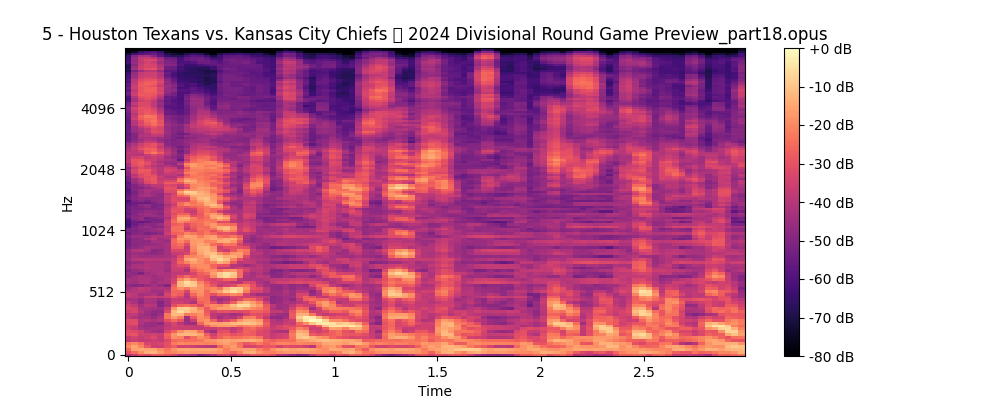 5 - Houston Texans vs. Kansas City Chiefs ▯ 2024 Divisional Round Game Preview_part18.opus
Hz
4096
2048
1024
512
0
0 0.5 1 1.5 2 2.5
Time
+0 dB
-10 dB
-20 dB
-30 dB
-40 dB
-50 dB
-60 dB
-70 dB
-80 dB